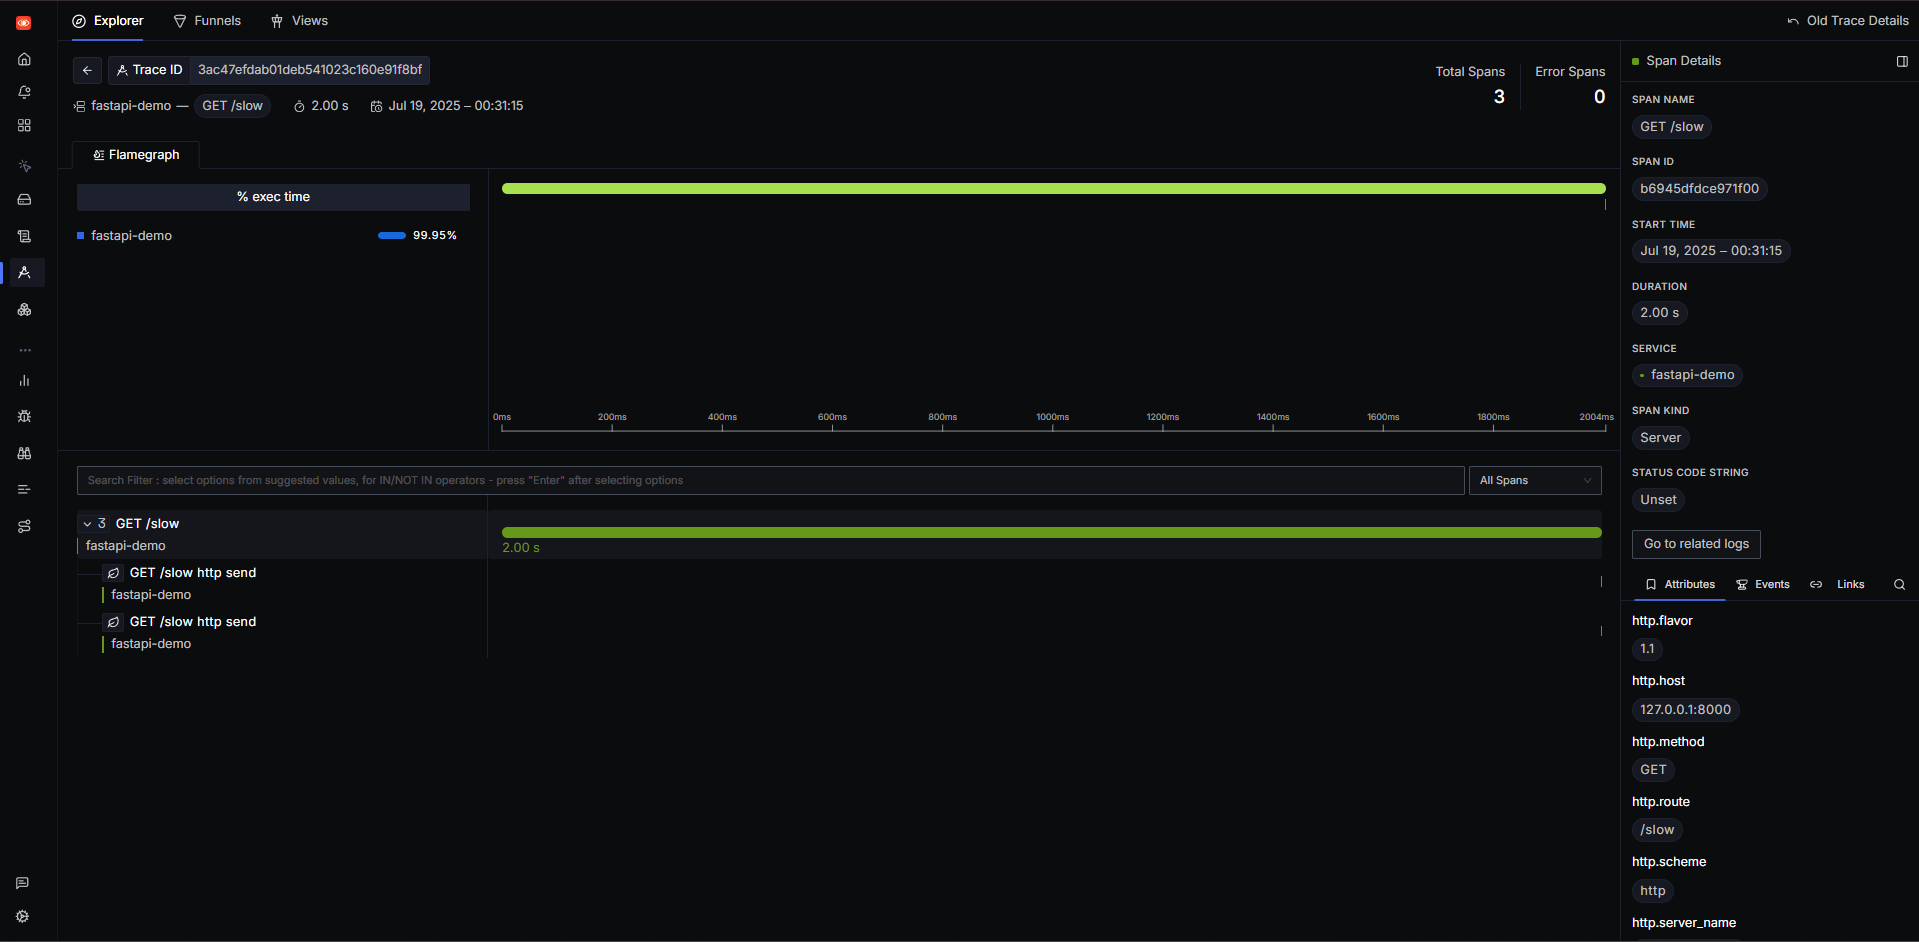 Explorer
Funnels
Views
Old Trace Details
Trace ID 3ac47efdab01deb541023c160e91f8bf
fastapi-demo — GET /slow 2.00 s Jul 19, 2025 – 00:31:15
Total Spans
3
Error Spans
0
Flamegraph
% exec time
fastapi-demo 99.95%
0ms 200ms 400ms 600ms 800ms 1000ms 1200ms 1400ms 1600ms 1800ms 2004ms
Search Filter : select options from suggested values, for IN/NOT IN operators - press "Enter" after selecting options
All Spans
3 GET /slow
fastapi-demo
2.00 s
GET /slow http send
fastapi-demo
GET /slow http send
fastapi-demo
Span Details
SPAN NAME
GET /slow
SPAN ID
b6945dfdce971f00
START TIME
Jul 19, 2025 – 00:31:15
DURATION
2.00 s
SERVICE
fastapi-demo
SPAN KIND
Server
STATUS CODE STRING
Unset
Go to related logs
Attributes Events Links
http.flavor
1.1
http.host
127.0.0.1:8000
http.method
GET
http.route
/slow
http.scheme
http
http.server_name